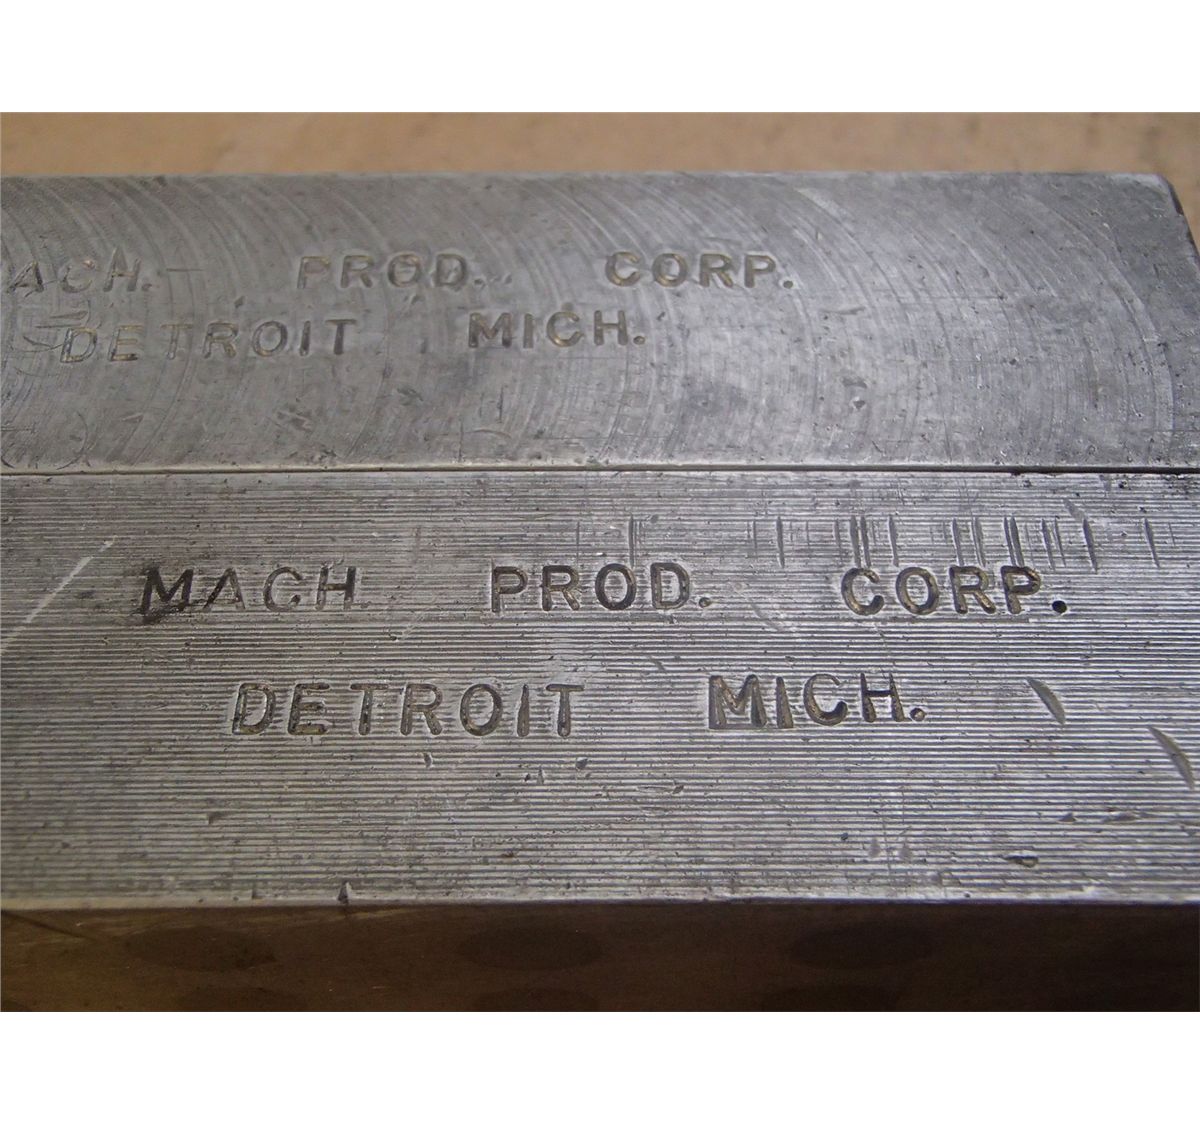 ACH. PROD. CORP.
DETROIT MICH.
MACH. PROD. CORP.
DETROIT MICH.